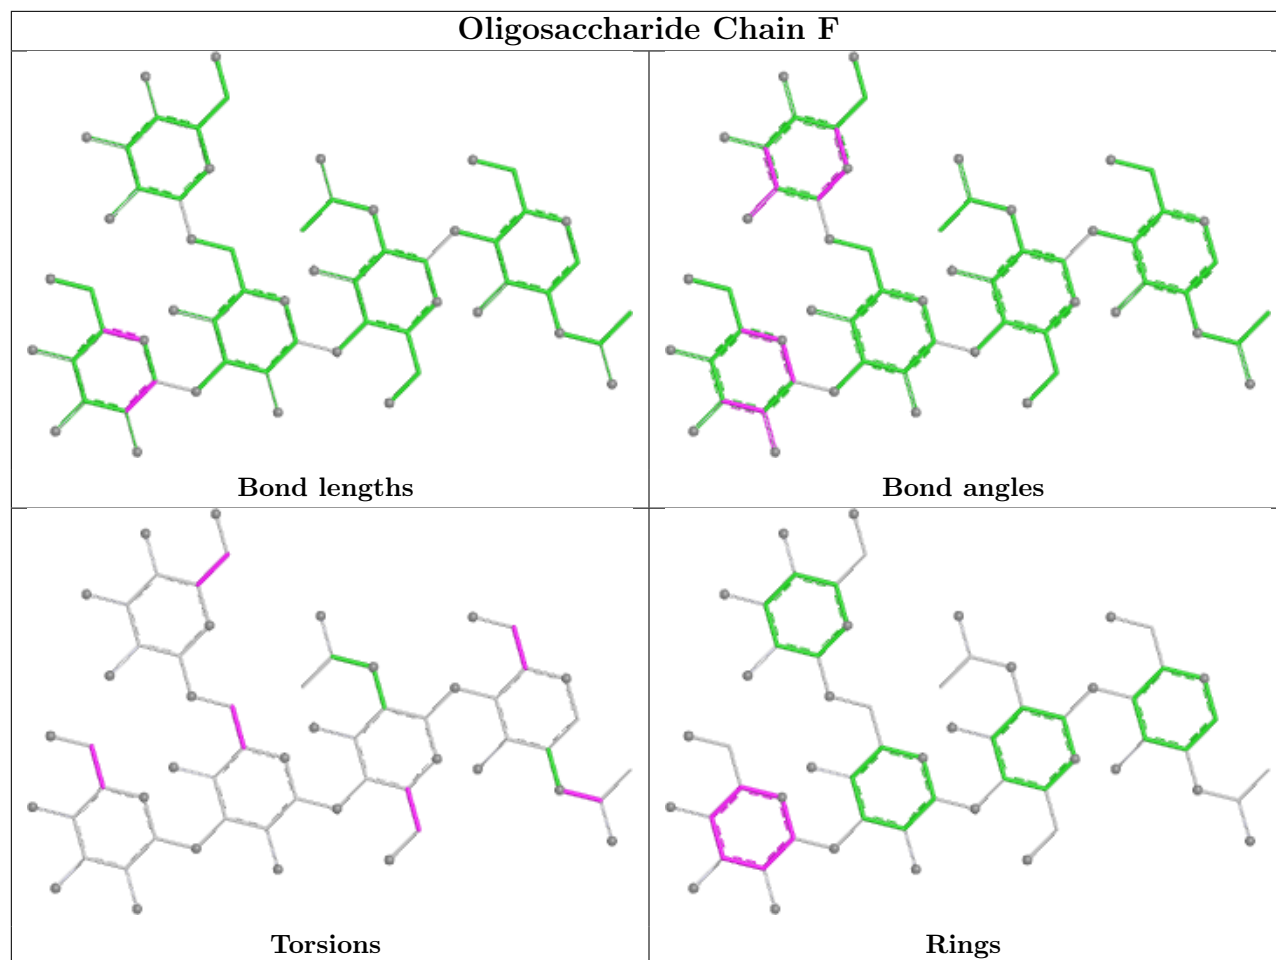 Oligosaccharide Chain F
Bond lengths
Bond angles
Torsions
Rings